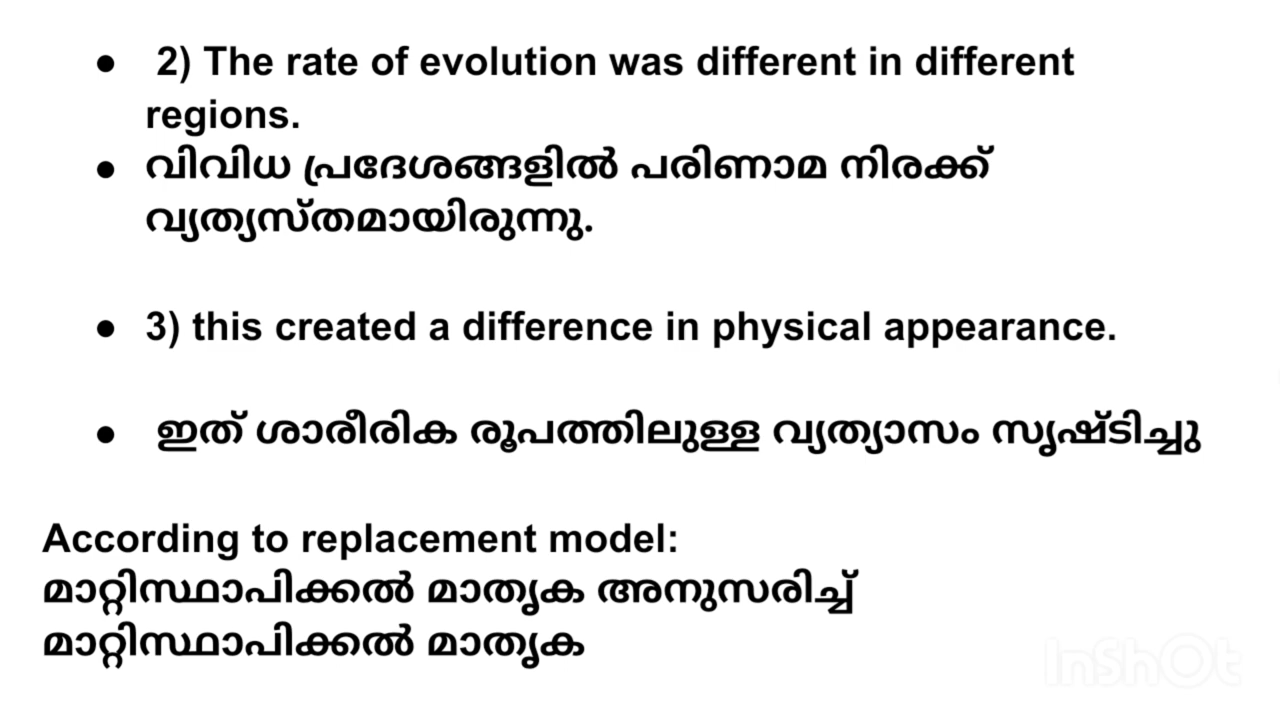 ● 2) The rate of evolution was different in different
regions.
● വിവിധ പ്രദേശങ്ങളിൽ പരിണാമ നിരക്ക്
വ്യത്യസ്തമായിരുന്നു.
● 3) this created a difference in physical appearance.
● ഇത് ശാരീരിക രൂപത്തിലുള്ള വ്യത്യാസം സൃഷ്ടിച്ചു
According to replacement model:
മാറ്റിസ്ഥാപിക്കൽ മാതൃക അനുസരിച്ച്
മാറ്റിസ്ഥാപിക്കൽ മാതൃക
InShOt